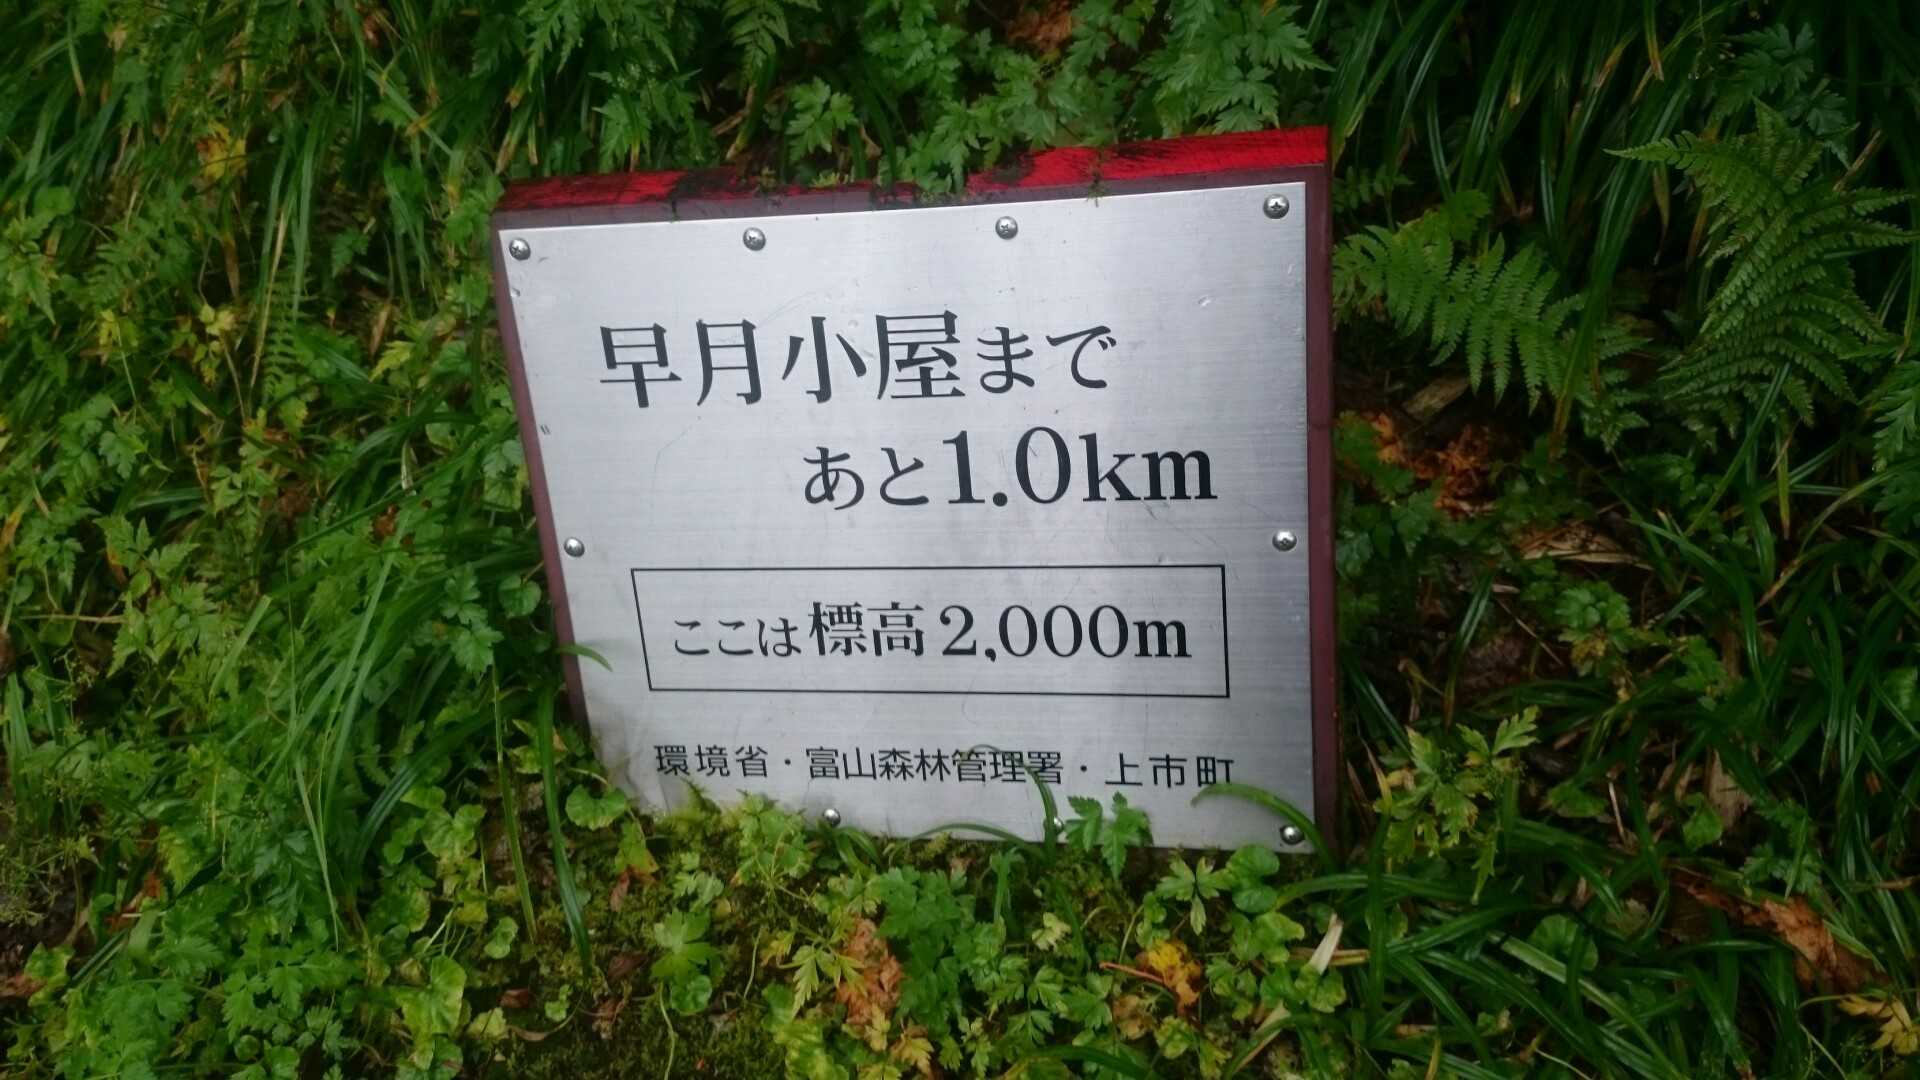 早月小屋まで
あと1.0km
ここは標高2,000m
環境省・富山森林管理署・上市町